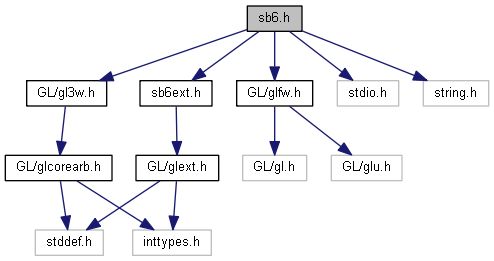 sb6.h
GL/gl3w.h
sb6ext.h
GL/glfw.h
stdio.h
string.h
GL/glcorearb.h
GL/glext.h
GL/gl.h
GL/glu.h
stddef.h
inttypes.h